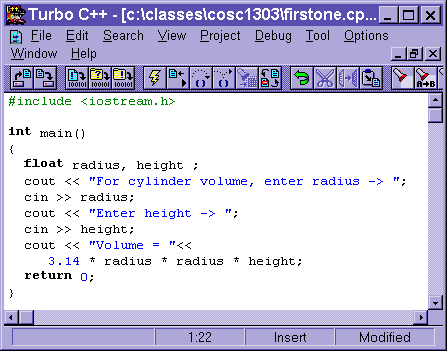 Turbo C++ - [c:\classes\cosc1303\firstone.cp...
File Edit Search View Project Debug Tool Options
Window Help
#include <iostream.h>
int main()
{
float radius, height ;
cout << "For cylinder volume, enter radius -> ";
cin >> radius;
cout << "Enter height -> ";
cin >> height;
cout << "Volume = "<<
3.14 * radius * radius * height;
return 0;
}
1:22 Insert Modified